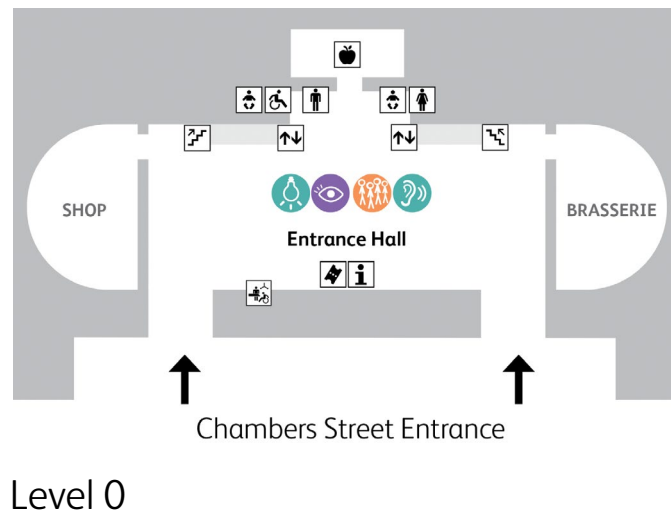 SHOP
BRASSERIE
Entrance Hall
Chambers Street Entrance
Level 0